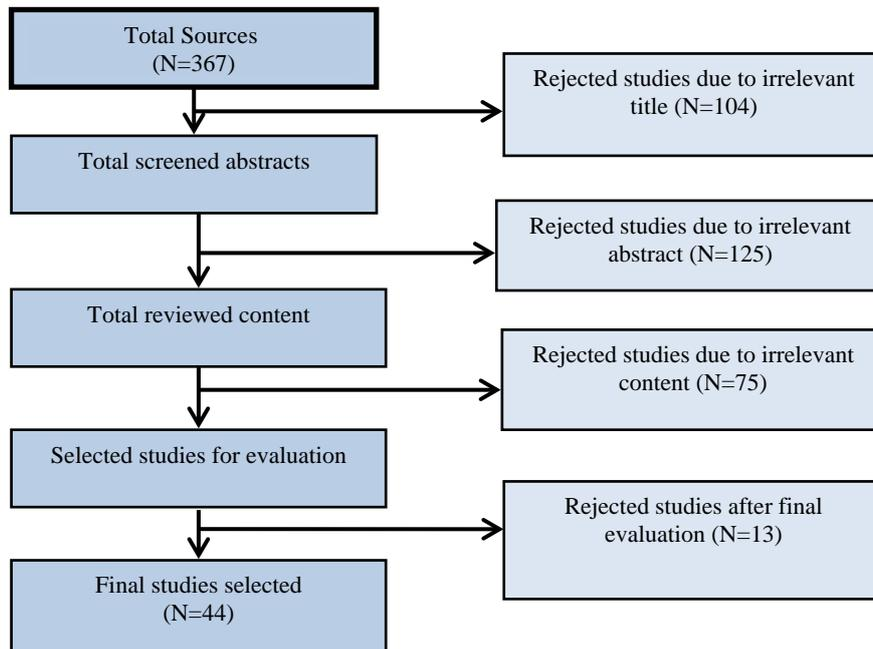 Total Sources
(N=367)
Rejected studies due to irrelevant
title (N=104)
Total screened abstracts
Rejected studies due to irrelevant
abstract (N=125)
Total reviewed content
Rejected studies due to irrelevant
content (N=75)
Selected studies for evaluation
Rejected studies after final
evaluation (N=13)
Final studies selected
(N=44)